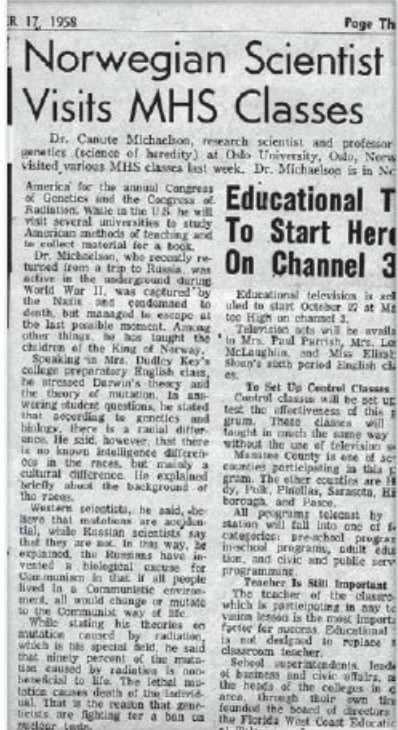 R 17, 1958
Page Th
Norwegian Scientist
Visits MHS Classes
Dr. Canute Michaelson, research scientist and professor
genetics (science of heredity) at Oslo University, Oslo, Norw
visited various MHS classes last week. Dr. Michaelson is in No
America for the annual Congress
of Genetics and the Congress of
Radiation. While in the U.S. he will
visit several universities to study
American methods of teaching and
to collect material for a book.
Dr. Michaelson, who recently re-
turned from a trip to Russia, was
active in the underground during
World War II, was captured by
the Nazis and condemned to
death, but managed to escape at
the last possible moment. Among
other things, he has taught the
children of the King of Norway.
Speaking in Mrs. Dudley Key's
college preparatory English class,
he stressed Darwin's theory and
the theory of mutation. In ans-
wering student questions, he stated
that according to genetics and
biology, there is a racial differ-
ence. He said, however, that there
is no known intelligence differen-
ces in the races, but mainly a
cultural difference. He explained
briefly about the background of
the races.
Western scientists, he said, be-
lieve that mutations are acciden-
tial, while Russian scientists say
that they are not. In this way, he
explained, the Russians have in-
vented a biological excuse for
Communism in that if all people
lived in a Communistic environ-
ment, all would change or mutate
to the Communist way of life.
While stating his theories on
mutation caused by radiation,
which is his special field, he said
that ninety percent of the muta-
tion caused by radiation is non-
beneficial to life. The lethal mu-
tation causes death of the individ-
ual. That is the reason that gene-
ticists are fighting for a ban on
nuclear tests.
Educational T
To Start Here
On Channel 3
Educational television is sch
uled to start October 27 at Ma
tee High on channel 3.
Television sets will be availa
in Mrs. Paul Parrish, Mrs. Leo
McLaughlin, and Miss Elizab
Sloan's sixth period English cla
es.
To Set Up Control Classes
Control classes will be set up
test the effectiveness of this p
gram. These classes will
taught in much the same way
without the use of television s
Manatee County is one of se
counties participating in this p
gram. The other counties are H
dy, Polk, Pinellas, Sarasota, Hi
borough, and Pasco.
All programs telecast by
station will fall into one of f
categories: pre-school program
in-school programs, adult edu
tion, and civic and public serv
programming.
Teacher Is Still Important
The teacher of the classro
which is participating in any te
vision lesson is the most import
factor for success. Educational
is not designed to replace
classroom teacher.
School superintendents, leade
of business and civic affairs, a
the heads of the colleges in
area, through their own tim
founded the board of directors
the Florida West Coast Educatio